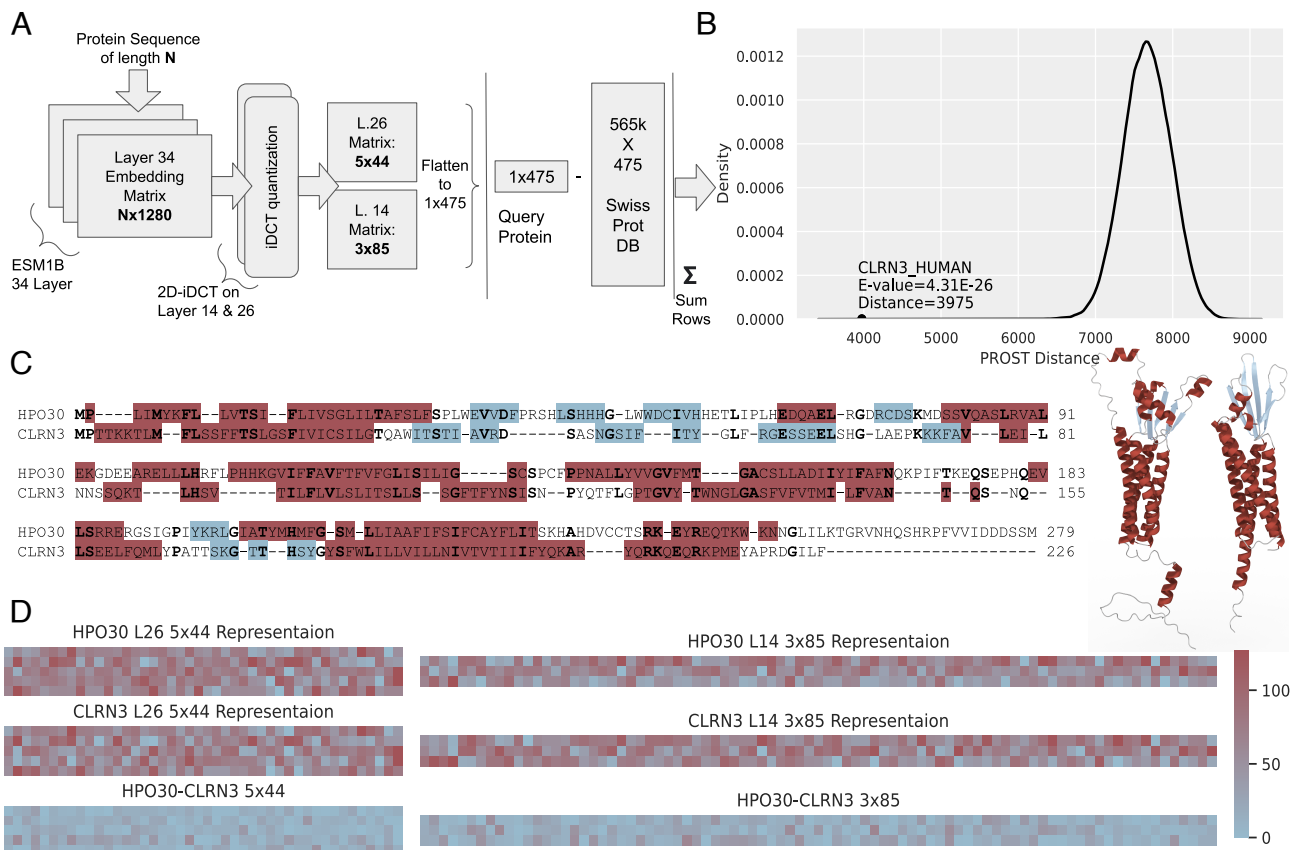 A
Protein Sequence
of length N
Layer 34
Embedding
Matrix
Nx1280
ESM1B
34 Layer
iDCT quantization
2D-iDCT on
Layer 14 & 26
L.26
Matrix:
5x44
L. 14
Matrix:
3x85
Flatten
to
1x475
1x475
-
Query
Protein
565k
X
475
Swiss
Prot
DB
Σ
Sum
Rows
B
Density
0.0012
0.0010
0.0008
0.0006
0.0004
0.0002
0.0000
CLRN3_HUMAN
E-value=4.31E-26
Distance=3975
4000 5000 6000 7000 8000 9000
PROST Distance
C
HPO30 MP----LIMYKFL--LVTSI--FLIVSGLILTAFSLFSPLWEVVDFPRSHLSHHHG-LWWDCIVHHETLIPLHEDQAEL-RGDRCDSKMDSSVQASLRVAL 91
CLRN3 MPTTKKTLM-FLSSFFTSLGSFIVICSILGTQAWITSTI-AVRD-----SASNGSIF---ITY--GLF-RGESSEELSHG-LAEPKKKFAV---LEI-L 81
HPO30 EKGDEEARELLLHRFLPHHKGVIFFAVFTFVFGLISILIG-----SCSPCFPPNALLYVVGVFMT-----GACSLLADIIYIFAFNQKPIFTKEQSEPHQEV 183
CLRN3 NNSSQKT----LHSV-----TILFVLSLITSLLS--SGFTFYNSISN--PYQTFLGPTGVY-TWNGLGASFVFVTMI-LFVAN-----T--QS--NQ-- 155
HPO30 LSRRERGSIGPIYKRLGIATYMHMFG-SM-LLIAAFIFSIFCAYFLITSKHAHDVCCTSRK-EYREQTKW-KNNGLILKTGRVNHQSHRPFVVIDDDSSM 279
CLRN3 LSEELFQMLYPATTSKG-TT--HSYGYSFWLILLVILLNIVTVTIIIFYQKAR----YQRKQEQRKPMEYAPRDGILF---------------------- 226
D
HPO30 L26 5x44 Representaion
HPO30 L14 3x85 Representaion
CLRN3 L26 5x44 Representaion
CLRN3 L14 3x85 Representaion
HPO30-CLRN3 5x44
HPO30-CLRN3 3x85
100
50
0